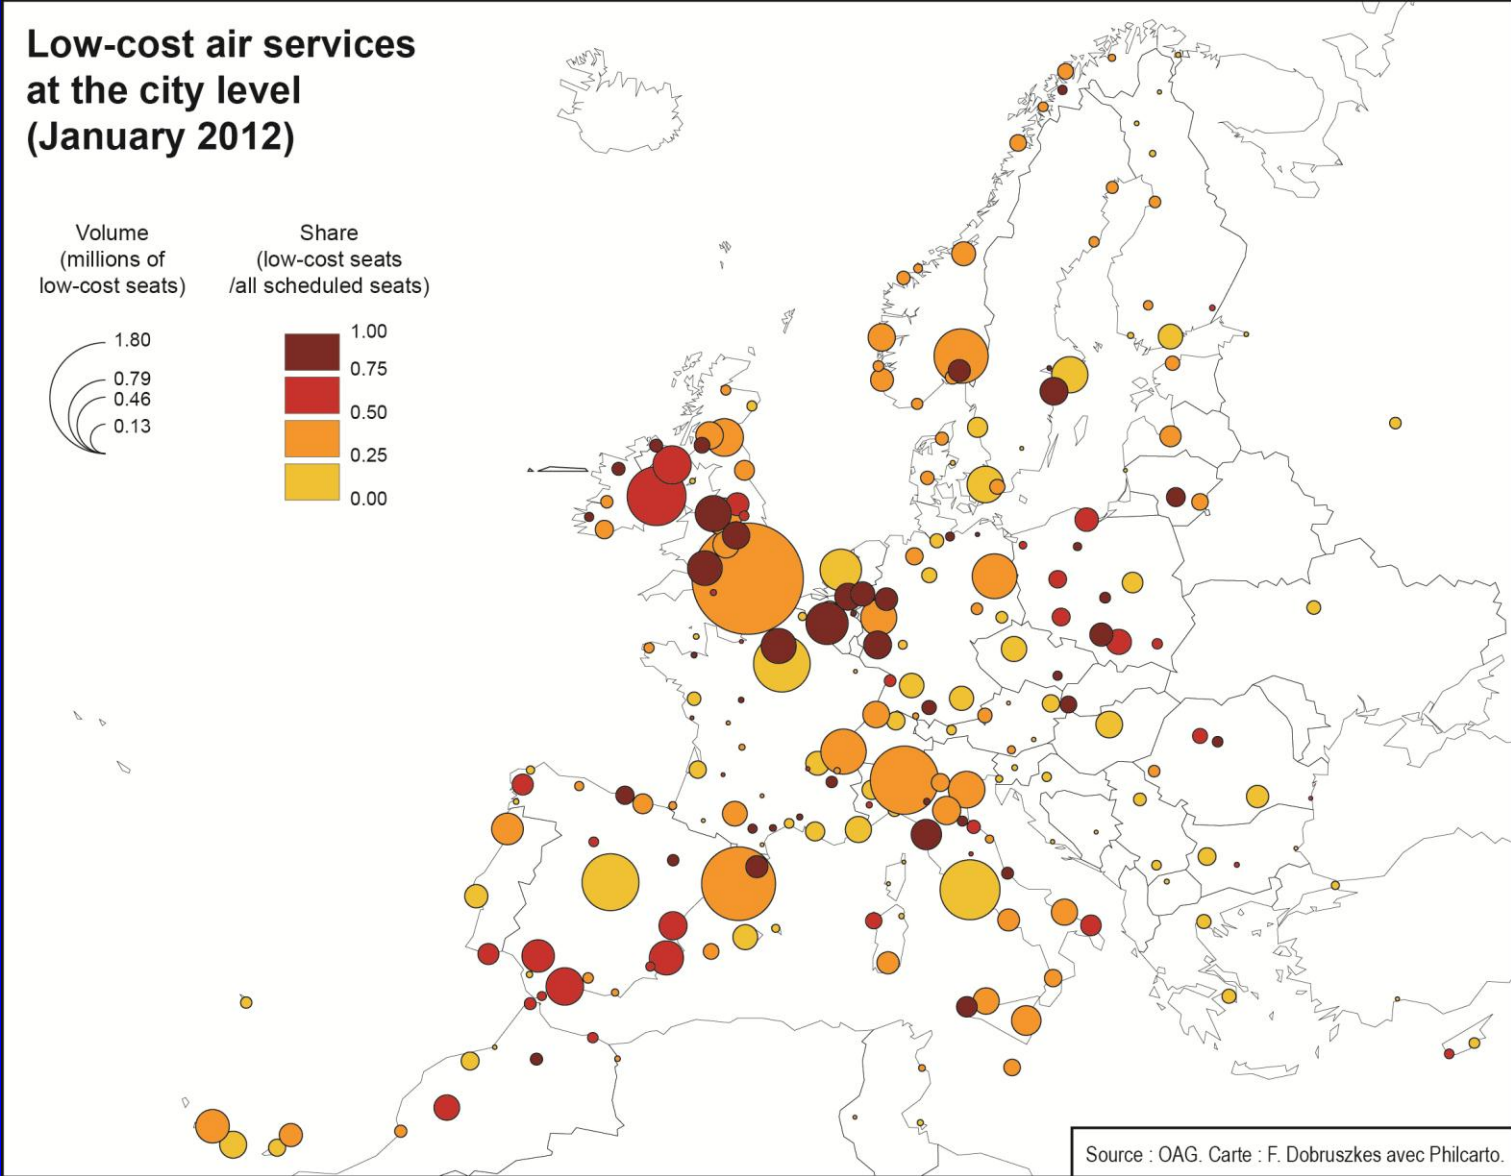 Low-cost air services
at the city level
(January 2012)
Volume
(millions of
low-cost seats)
1.80
0.79
0.46
0.13
Share
(low-cost seats
/all scheduled seats)
1.00
0.75
0.50
0.25
0.00
Source : OAG. Carte : F. Dobruszkes avec Philcarto.